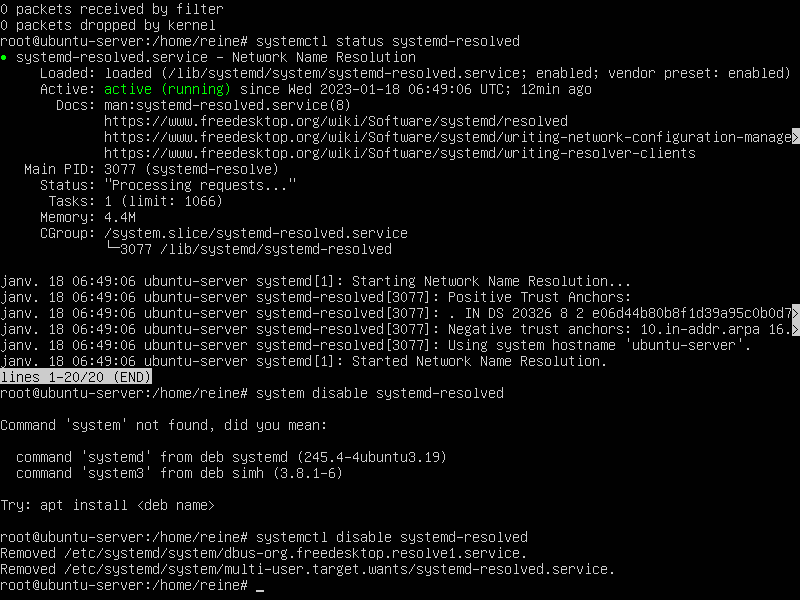 0 packets received by filter
0 packets dropped by kernel
root@ubuntu-server:/home/reine# systemctl status systemd-resolved
● systemd-resolved.service - Network Name Resolution
     Loaded: loaded (/lib/systemd/system/systemd-resolved.service; enabled; vendor preset: enabled)
     Active: active (running) since Wed 2023-01-18 06:49:06 UTC; 12min ago
       Docs: man:systemd-resolved.service(8)
             https://www.freedesktop.org/wiki/Software/systemd/resolved
             https://www.freedesktop.org/wiki/Software/systemd/writing-network-configuration-manage>
             https://www.freedesktop.org/wiki/Software/systemd/writing-resolver-clients
   Main PID: 3077 (systemd-resolve)
     Status: "Processing requests..."
      Tasks: 1 (limit: 1066)
     Memory: 4.4M
     CGroup: /system.slice/systemd-resolved.service
             └─3077 /lib/systemd/systemd-resolved
janv. 18 06:49:06 ubuntu-server systemd[1]: Starting Network Name Resolution...
janv. 18 06:49:06 ubuntu-server systemd-resolved[3077]: Positive Trust Anchors:
janv. 18 06:49:06 ubuntu-server systemd-resolved[3077]: . IN DS 20326 8 2 e06d44b80b8f1d39a95c0b0d7>
janv. 18 06:49:06 ubuntu-server systemd-resolved[3077]: Negative trust anchors: 10.in-addr.arpa 16.>
janv. 18 06:49:06 ubuntu-server systemd-resolved[3077]: Using system hostname 'ubuntu-server'.
janv. 18 06:49:06 ubuntu-server systemd[1]: Started Network Name Resolution.
lines 1-20/20 (END)
root@ubuntu-server:/home/reine# system disable systemd-resolved
Command 'system' not found, did you mean:
  command 'systemd' from deb systemd (245.4-4ubuntu3.19)
  command 'system3' from deb simh (3.8.1-6)
Try: apt install <deb name>
root@ubuntu-server:/home/reine# systemctl disable systemd-resolved
Removed /etc/systemd/system/dbus-org.freedesktop.resolve1.service.
Removed /etc/systemd/system/multi-user.target.wants/systemd-resolved.service.
root@ubuntu-server:/home/reine# _